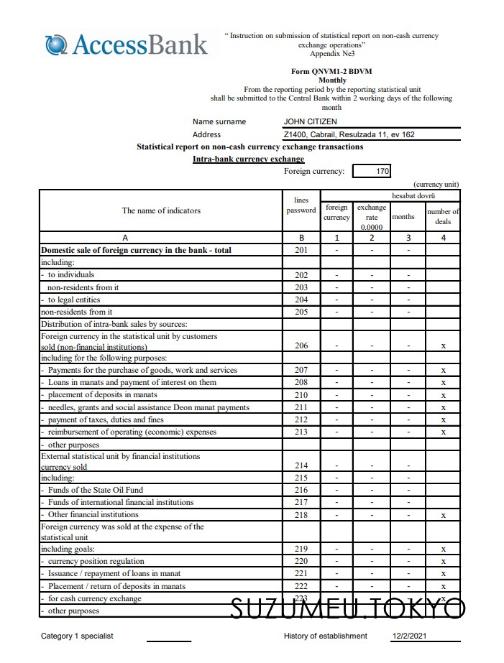 AccessBank
“ Instruction on submission of statistical report on non-cash currency
exchange operations”
Appendix №3
Form QNVM1-2 BDVM
Monthly
From the reporting period by the reporting statistical unit
shall be submitted to the Central Bank within 2 working days of the following
month
Name surname JOHN CITIZEN
Address Z1400, Cabrail, Resulzada 11, ev 162
Statistical report on non-cash currency exchange transactions
Intra-bank currency exchange
Foreign currency: 170
(currency unit)
The name of indicators lines password hesabat dovrü
foreign currency exchange rate 0,0000 months number of deals
A B 1 2 3 4
Domestic sale of foreign currency in the bank - total 201 - - -
including:
- to individuals 202 - - -
non-residents from it 203 - - -
- to legal entities 204 - - -
non-residents from it 205 - - -
Distribution of intra-bank sales by sources:
Foreign currency in the statistical unit by customers
sold (non-financial institutions) 206 - - - x
including for the following purposes:
- Payments for the purchase of goods, work and services 207 - - - x
- Loans in manats and payment of interest on them 208 - - - x
- placement of deposits in manats 210 - - - x
- needles, grants and social assistance Deon manat payments 211 - - - x
- payment of taxes, duties and fines 212 - - - x
- reimbursement of operating (economic) expenses 213 - - - x
- other purposes
External statistical unit by financial institutions
currency sold 214 - - -
including: 215 - - -
- Funds of the State Oil Fund 216 - - -
- Funds of international financial institutions 217 - - -
- Other financial institutions 218 - - - x
Foreign currency was sold at the expense of the
statistical unit
including goals: 219 - - - x
- currency position regulation 220 - - - x
- Issuance / repayment of loans in manat 221 - - - x
- Placement / return of deposits in manats 222 - - - x
- for cash currency exchange 223 - - - x
- other purposes
SUZUMEU.TOKYO
Category 1 specialist History of establishment 12/2/2021